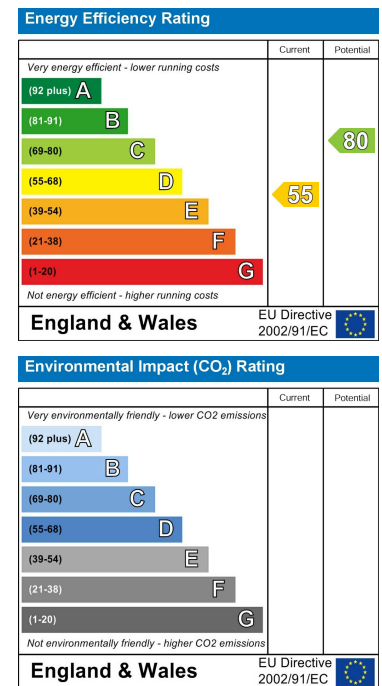 Energy Efficiency Rating
Current Potential
Very energy efficient - lower running costs
(92 plus) A
(81-91) B
(69-80) C
(55-68) D
(39-54) E
(21-38) F
(1-20) G
80
55
Not energy efficient - higher running costs
England & Wales
EU Directive
2002/91/EC
Environmental Impact (CO₂) Rating
Current Potential
Very environmentally friendly - lower CO2 emissions
(92 plus) A
(81-91) B
(69-80) C
(55-68) D
(39-54) E
(21-38) F
(1-20) G
Not environmentally friendly - higher CO2 emissions
England & Wales
EU Directive
2002/91/EC